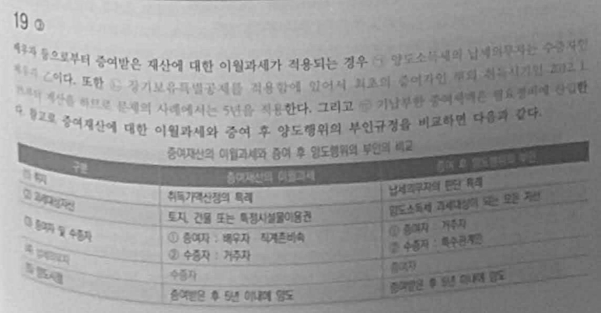 19 ③
배우자 등으로부터 증여받은 재산에 대한 이월과세가 적용되는 경우 ㉠ 양도소득세의 납세의무자는 수증자인
배우자 乙이다. 또한 ㉡ 장기보유특별공제를 적용함에 있어서 최초의 증여자인 甲의 취득시기인 2012. 1.
재산을 하므로 문제의 사례에서는 5년을 적용한다. 그리고 ㉢ 기납부한 증여세액은 필요경비에 산입한
다. 참고로 증여재산에 대한 이월과세와 증여 후 양도행위의 부인규정을 비교하면 다음과 같다.
증여재산의 이월과세와 증여 후 양도행위의 부인의 비교
구분 증여재산의 이월과세 증여 후 양도행위의 부인
① 취지 취득가액산정의 특례 납세의무자의 판단 특례
② 과세대상자산 토지, 건물 또는 특정시설물이용권 양도소득세 과세대상이 되는 모든 자산
③ 증여자 및 수증자 ① 증여자 : 배우자 직계존비속 ① 증여자 : 거주자
② 수증자 : 거주자 ② 수증자 : 특수관계인
④ 납세의무자 수증자 증여자
⑤ 양도시점 증여받은 후 5년 이내에 양도 증여받은 후 5년 이내에 양도